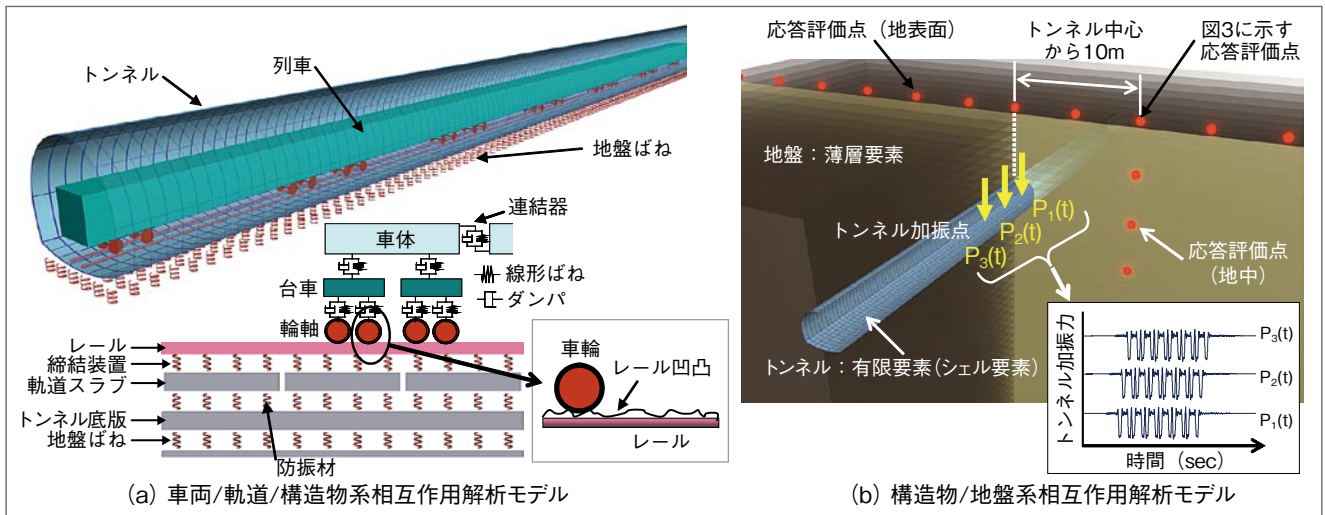 トンネル
列車
地盤ばね
連結器
車体
線形ばね
ダンパ
台車
輪軸
レール
締結装置
軌道スラブ
トンネル底版
地盤ばね
防振材
車輪
レール凹凸
レール
(a) 車両/軌道/構造物系相互作用解析モデル
応答評価点（地表面）
トンネル中心
から10m
図3に示す
応答評価点
地盤：薄層要素
トンネル加振点
P₁(t)
P₂(t)
P₃(t)
応答評価点
（地中）
トンネル：有限要素(シェル要素)
トンネル加振力
P₃(t)
P₂(t)
P₁(t)
時間（sec）
(b) 構造物/地盤系相互作用解析モデル